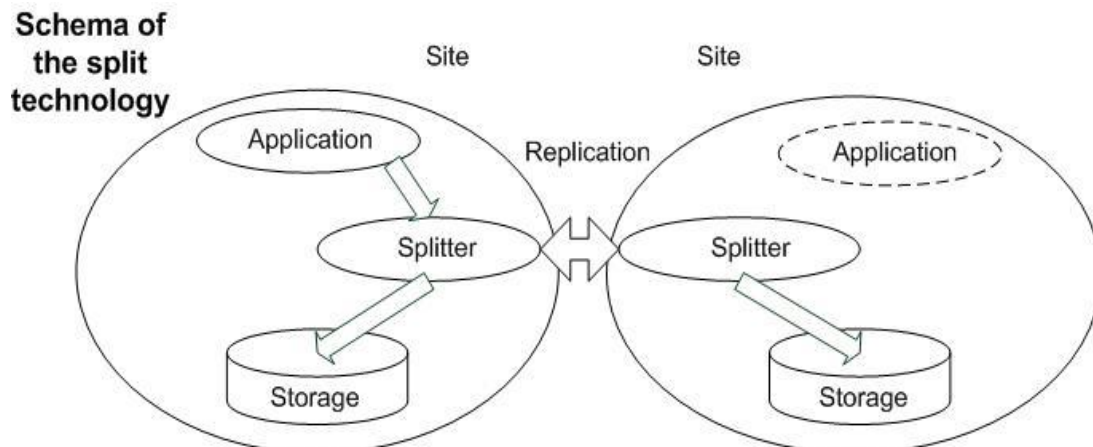 Schema of
the split
technology
Site
Site
Application
Replication
Application
Splitter
Splitter
Storage
Storage